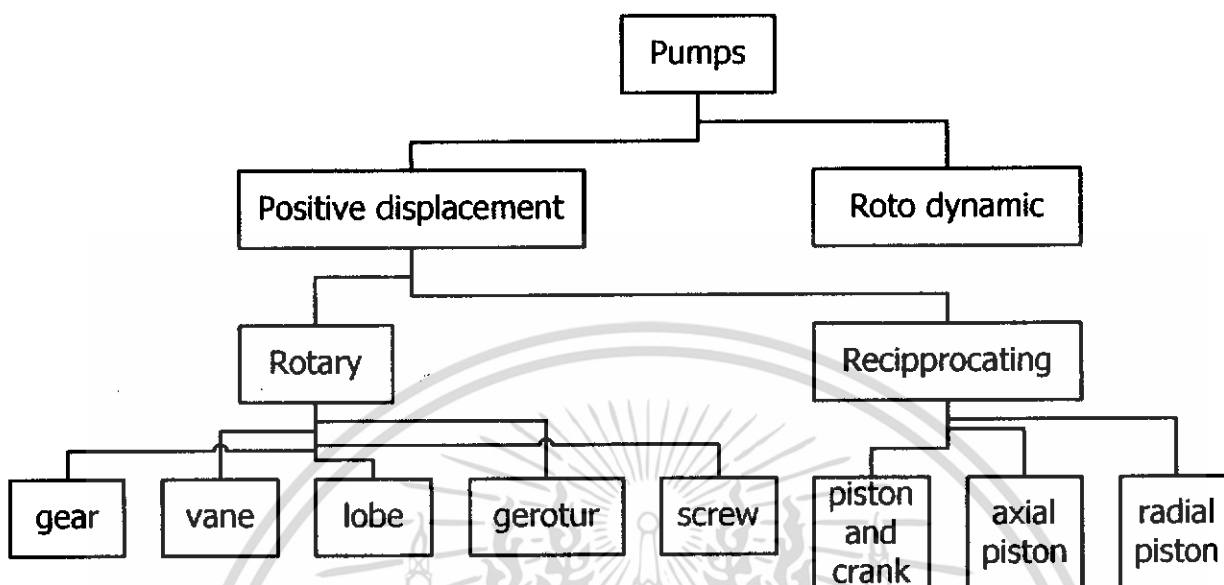 Pumps
Positive displacement
Roto dynamic
Rotary
Recipprocating
gear
vane
lobe
gerotur
screw
piston
and
crank
axial
piston
radial
piston